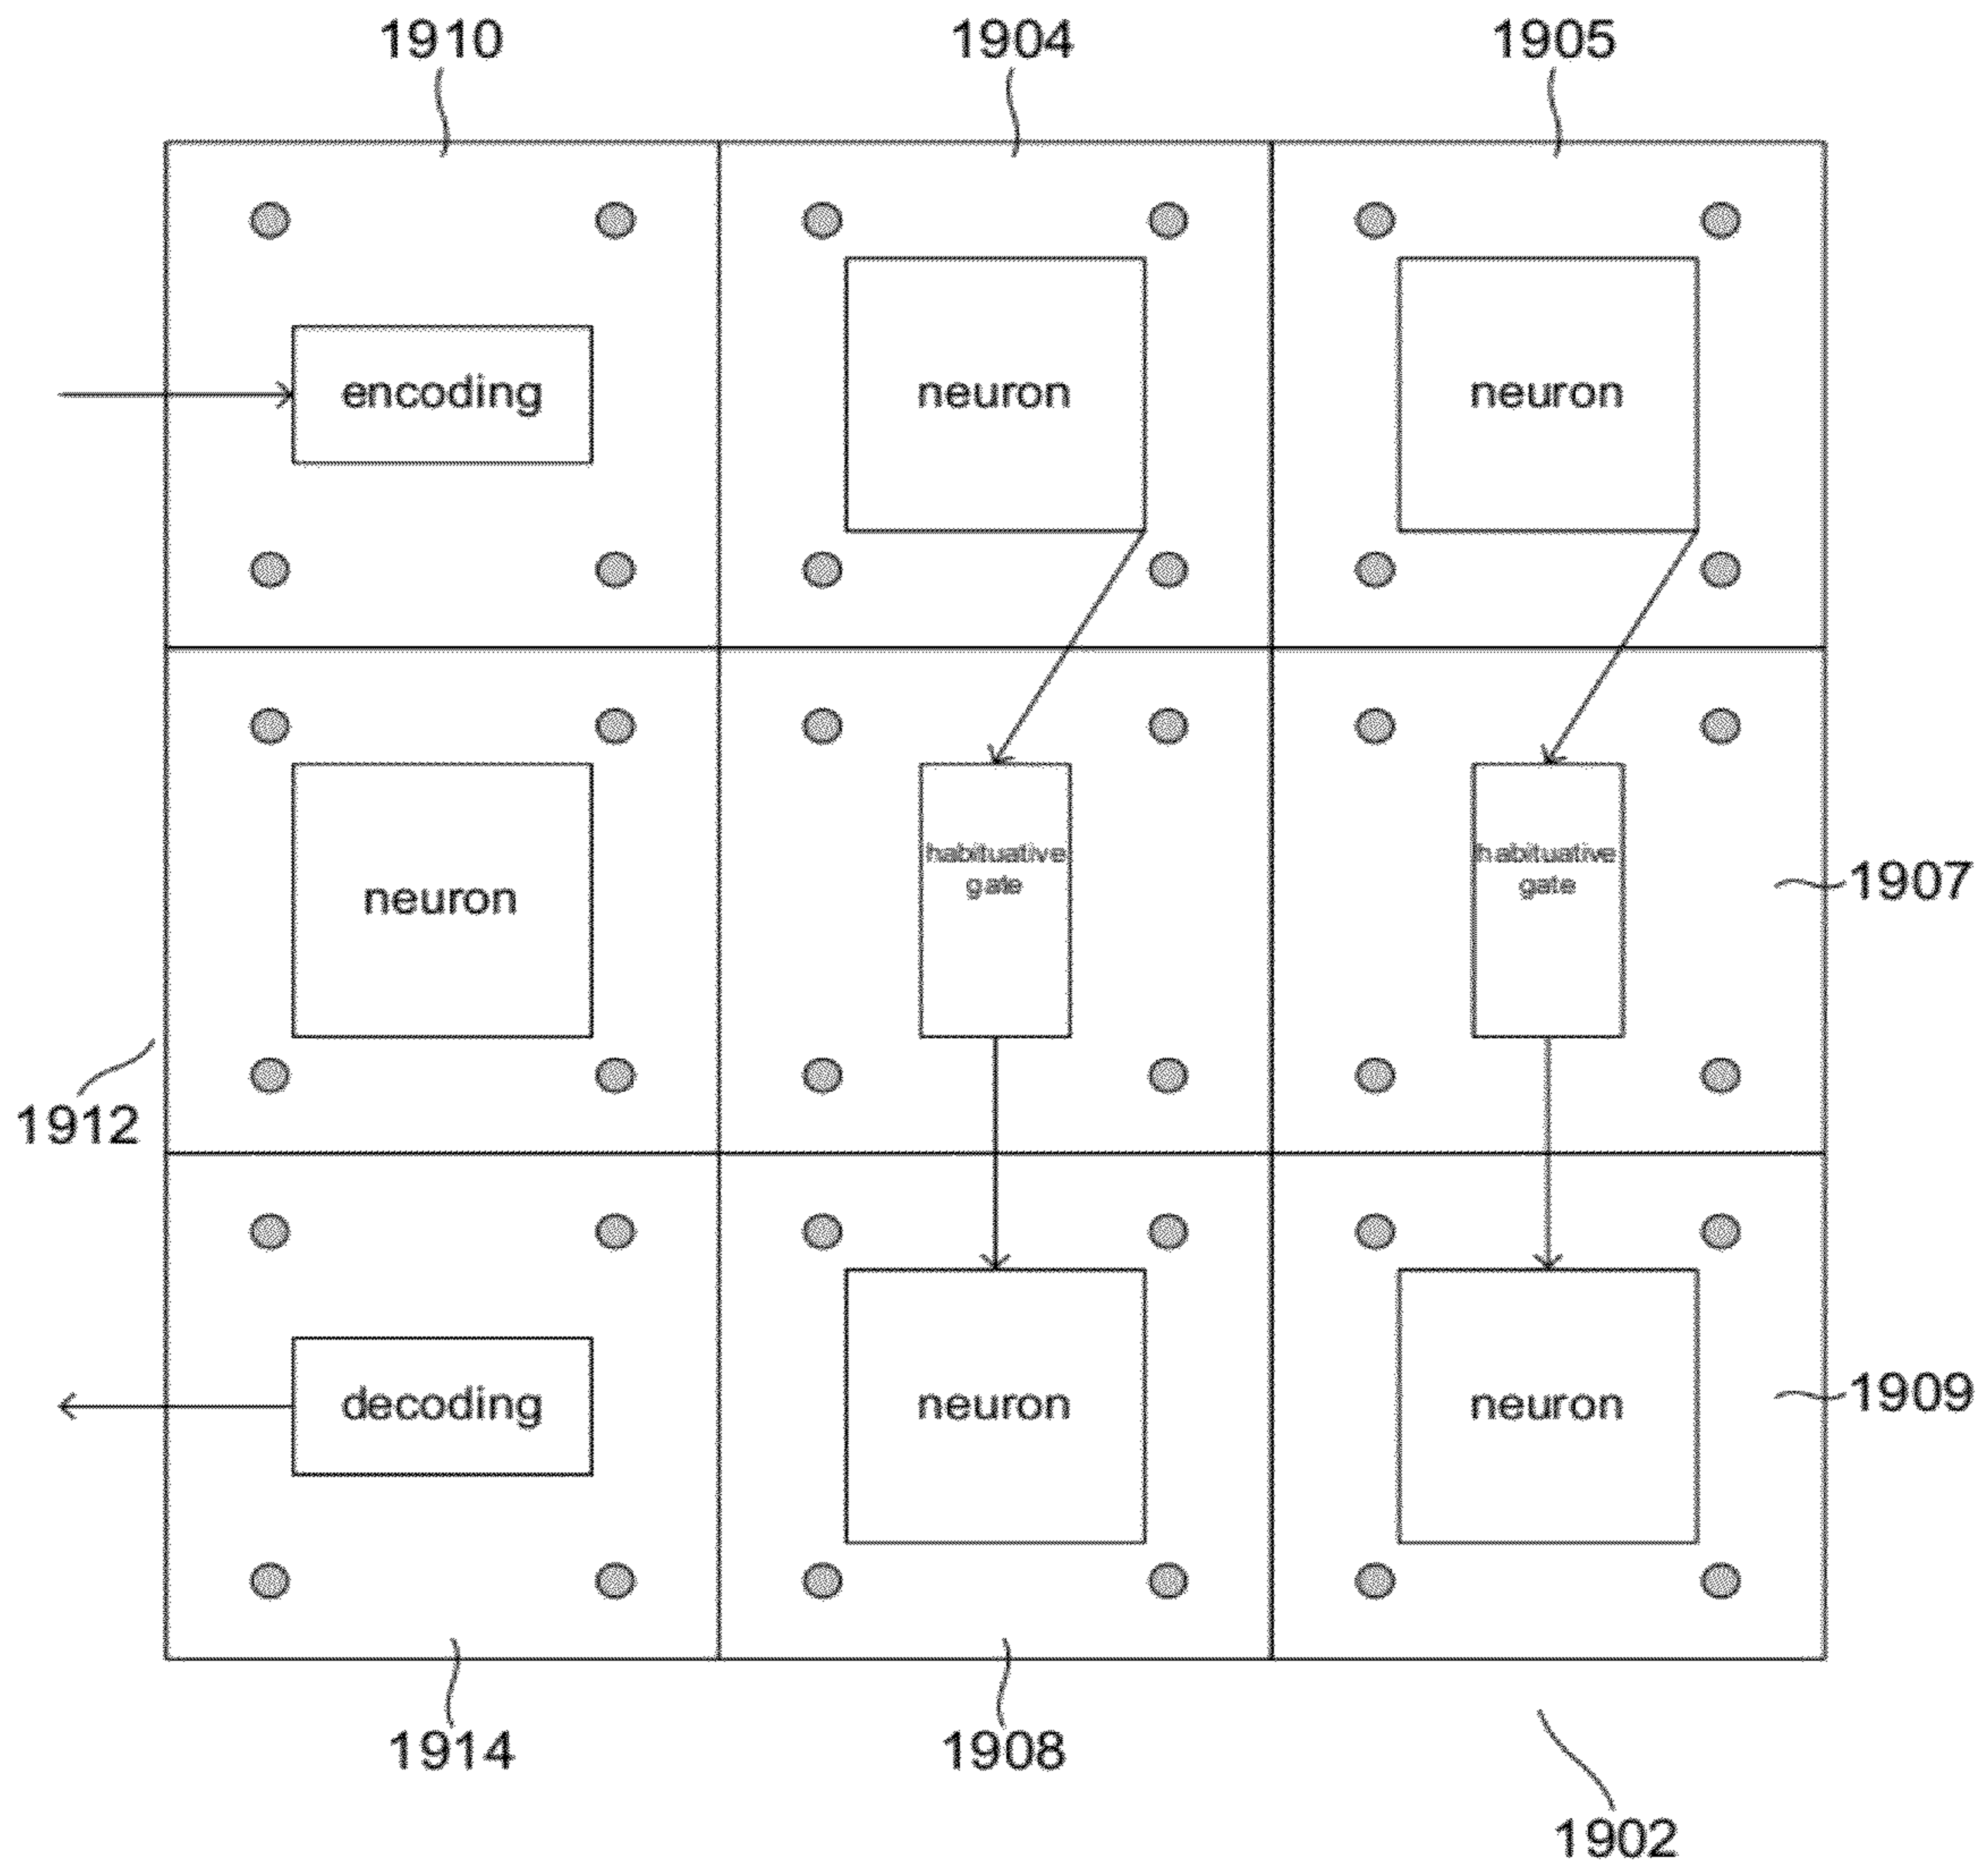 1910
1904
1905
encoding
neuron
neuron
neuron
habituative
gate
habituative
gate
1907
1912
decoding
neuron
neuron
1909
1914
1908
1902